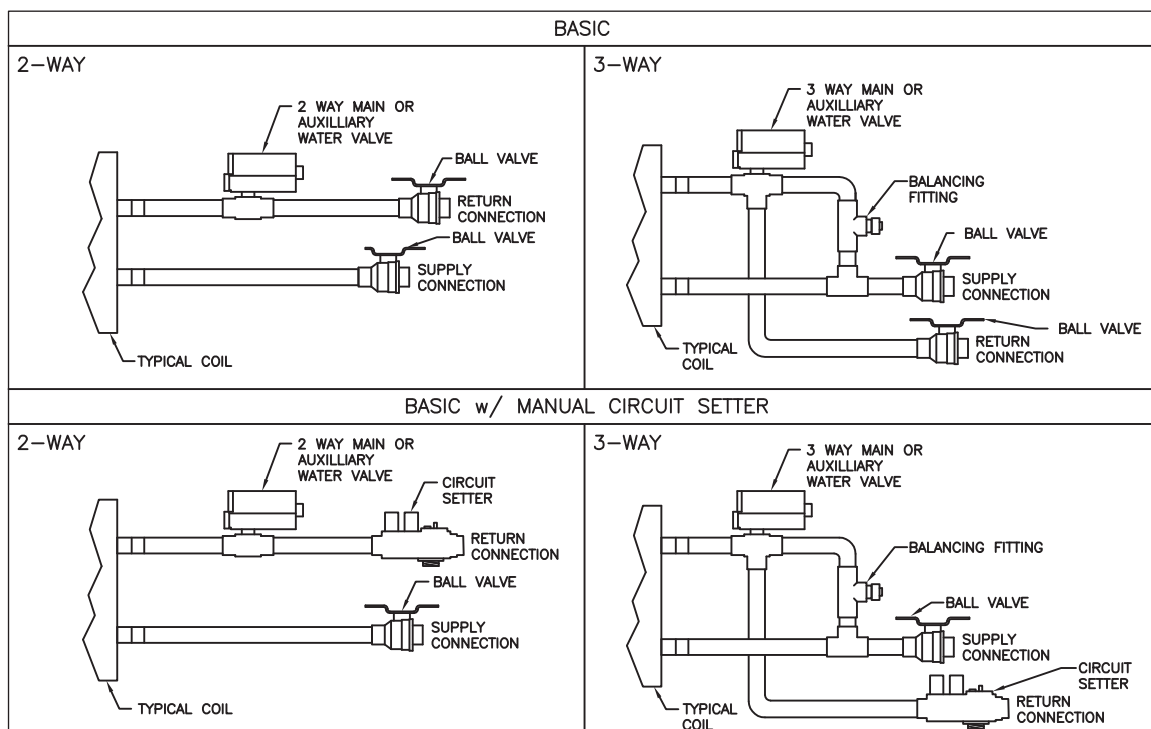 BASIC
2-WAY
2 WAY MAIN OR
AUXILLIARY
WATER VALVE
BALL VALVE
RETURN
CONNECTION
BALL VALVE
SUPPLY
CONNECTION
TYPICAL COIL
3-WAY
3 WAY MAIN OR
AUXILLIARY
WATER VALVE
BALANCING
FITTING
BALL VALVE
SUPPLY
CONNECTION
BALL VALVE
RETURN
CONNECTION
TYPICAL
COIL
BASIC w/ MANUAL CIRCUIT SETTER
2-WAY
2 WAY MAIN OR
AUXILLIARY
WATER VALVE
CIRCUIT
SETTER
RETURN
CONNECTION
BALL VALVE
SUPPLY
CONNECTION
TYPICAL COIL
3-WAY
3 WAY MAIN OR
AUXILLIARY
WATER VALVE
BALANCING FITTING
BALL VALVE
SUPPLY
CONNECTION
CIRCUIT
SETTER
RETURN
CONNECTION
TYPICAL
COIL